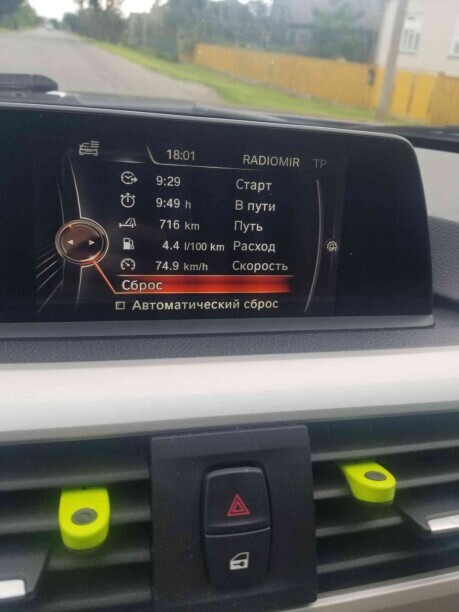 18:01 RADIOMIR TP
9:29 Старт
9:49 h В пути
716 km Путь
4.4 l/100 km Расход
74.9 km/h Скорость
Сброс
Автоматический сброс